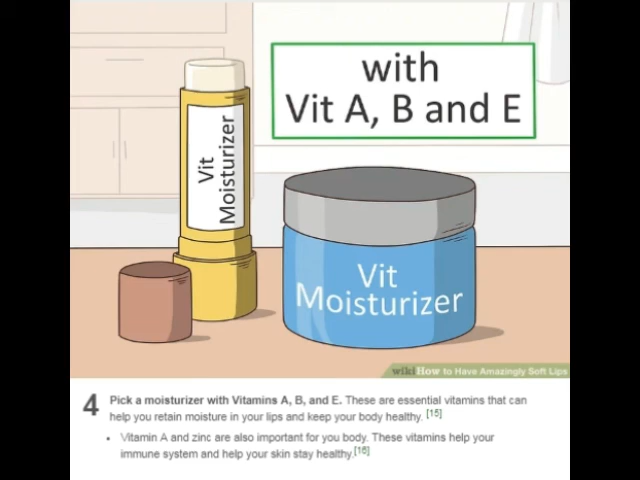 with
Vit A, B and E
Vit
Moisturizer
Vit
Moisturizer
wikiHow to Have Amazingly Soft Lips
4 Pick a moisturizer with Vitamins A, B, and E. These are essential vitamins that can
help you retain moisture in your lips and keep your body healthy. [15]
• Vitamin A and zinc are also important for you body. These vitamins help your
immune system and help your skin stay healthy.[16]